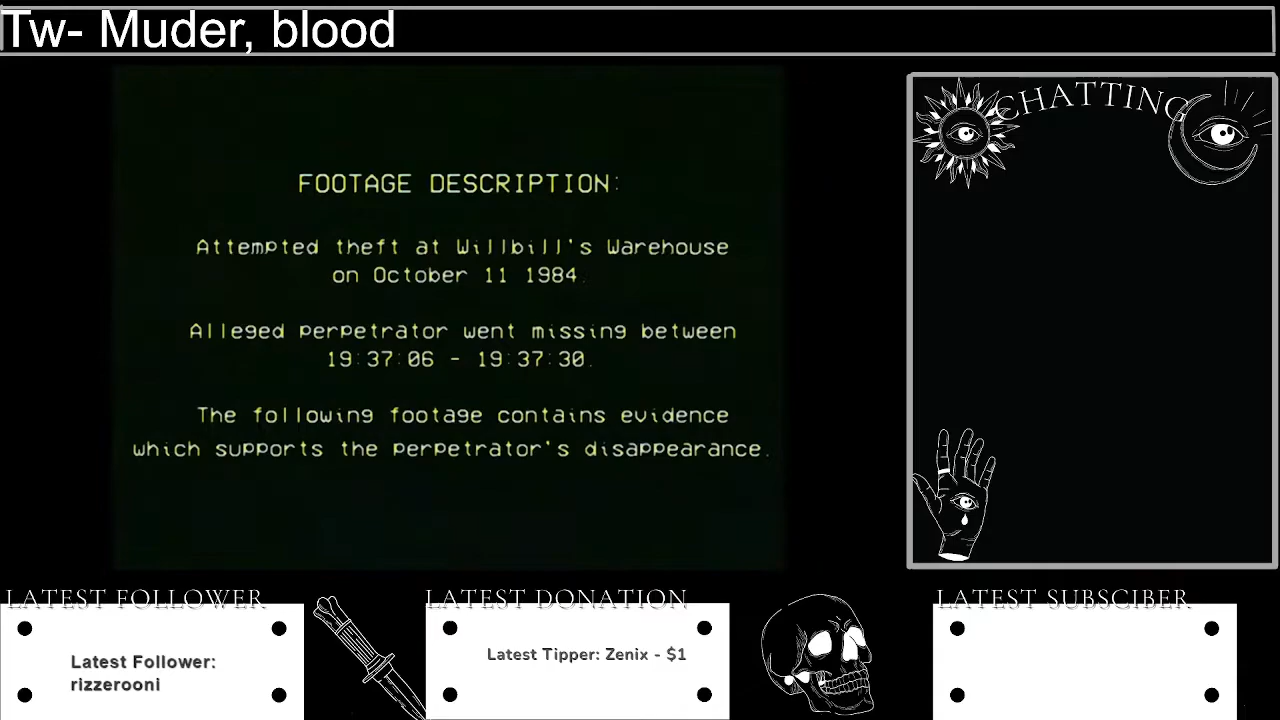 Tw- Muder, blood
CHATTING
FOOTAGE DESCRIPTION:
Attempted theft at Willbill's Warehouse
on October 11 1984.
Alleged perpetrator went missing between
19:37:06 - 19:37:30.
The following footage contains evidence
which supports the perpetrator's disappearance.
LATEST FOLLOWER
LATEST DONATION
LATEST SUBSCIBER
Latest Follower:
rizzerooni
Latest Tipper: Zenix - $1